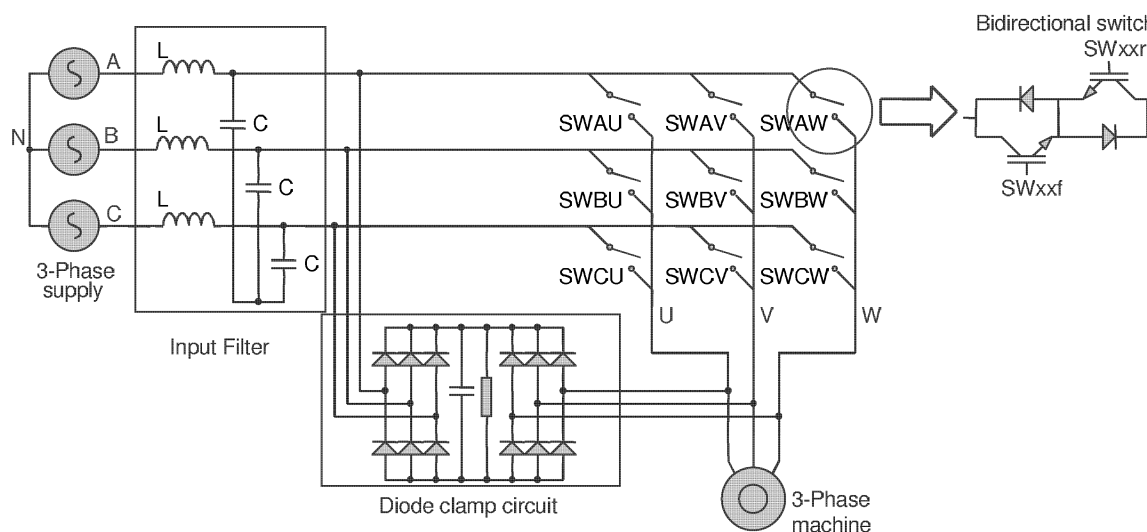 Bidirectional switch
SWxxr
A
L
C
SWAU
SWAV
SWAW
N
B
L
C
SWBU
SWBV
SWBW
SWxxf
C
L
C
SWCU
SWCV
SWCW
3-Phase
supply
U
V
W
Input Filter
Diode clamp circuit
3-Phase
machine